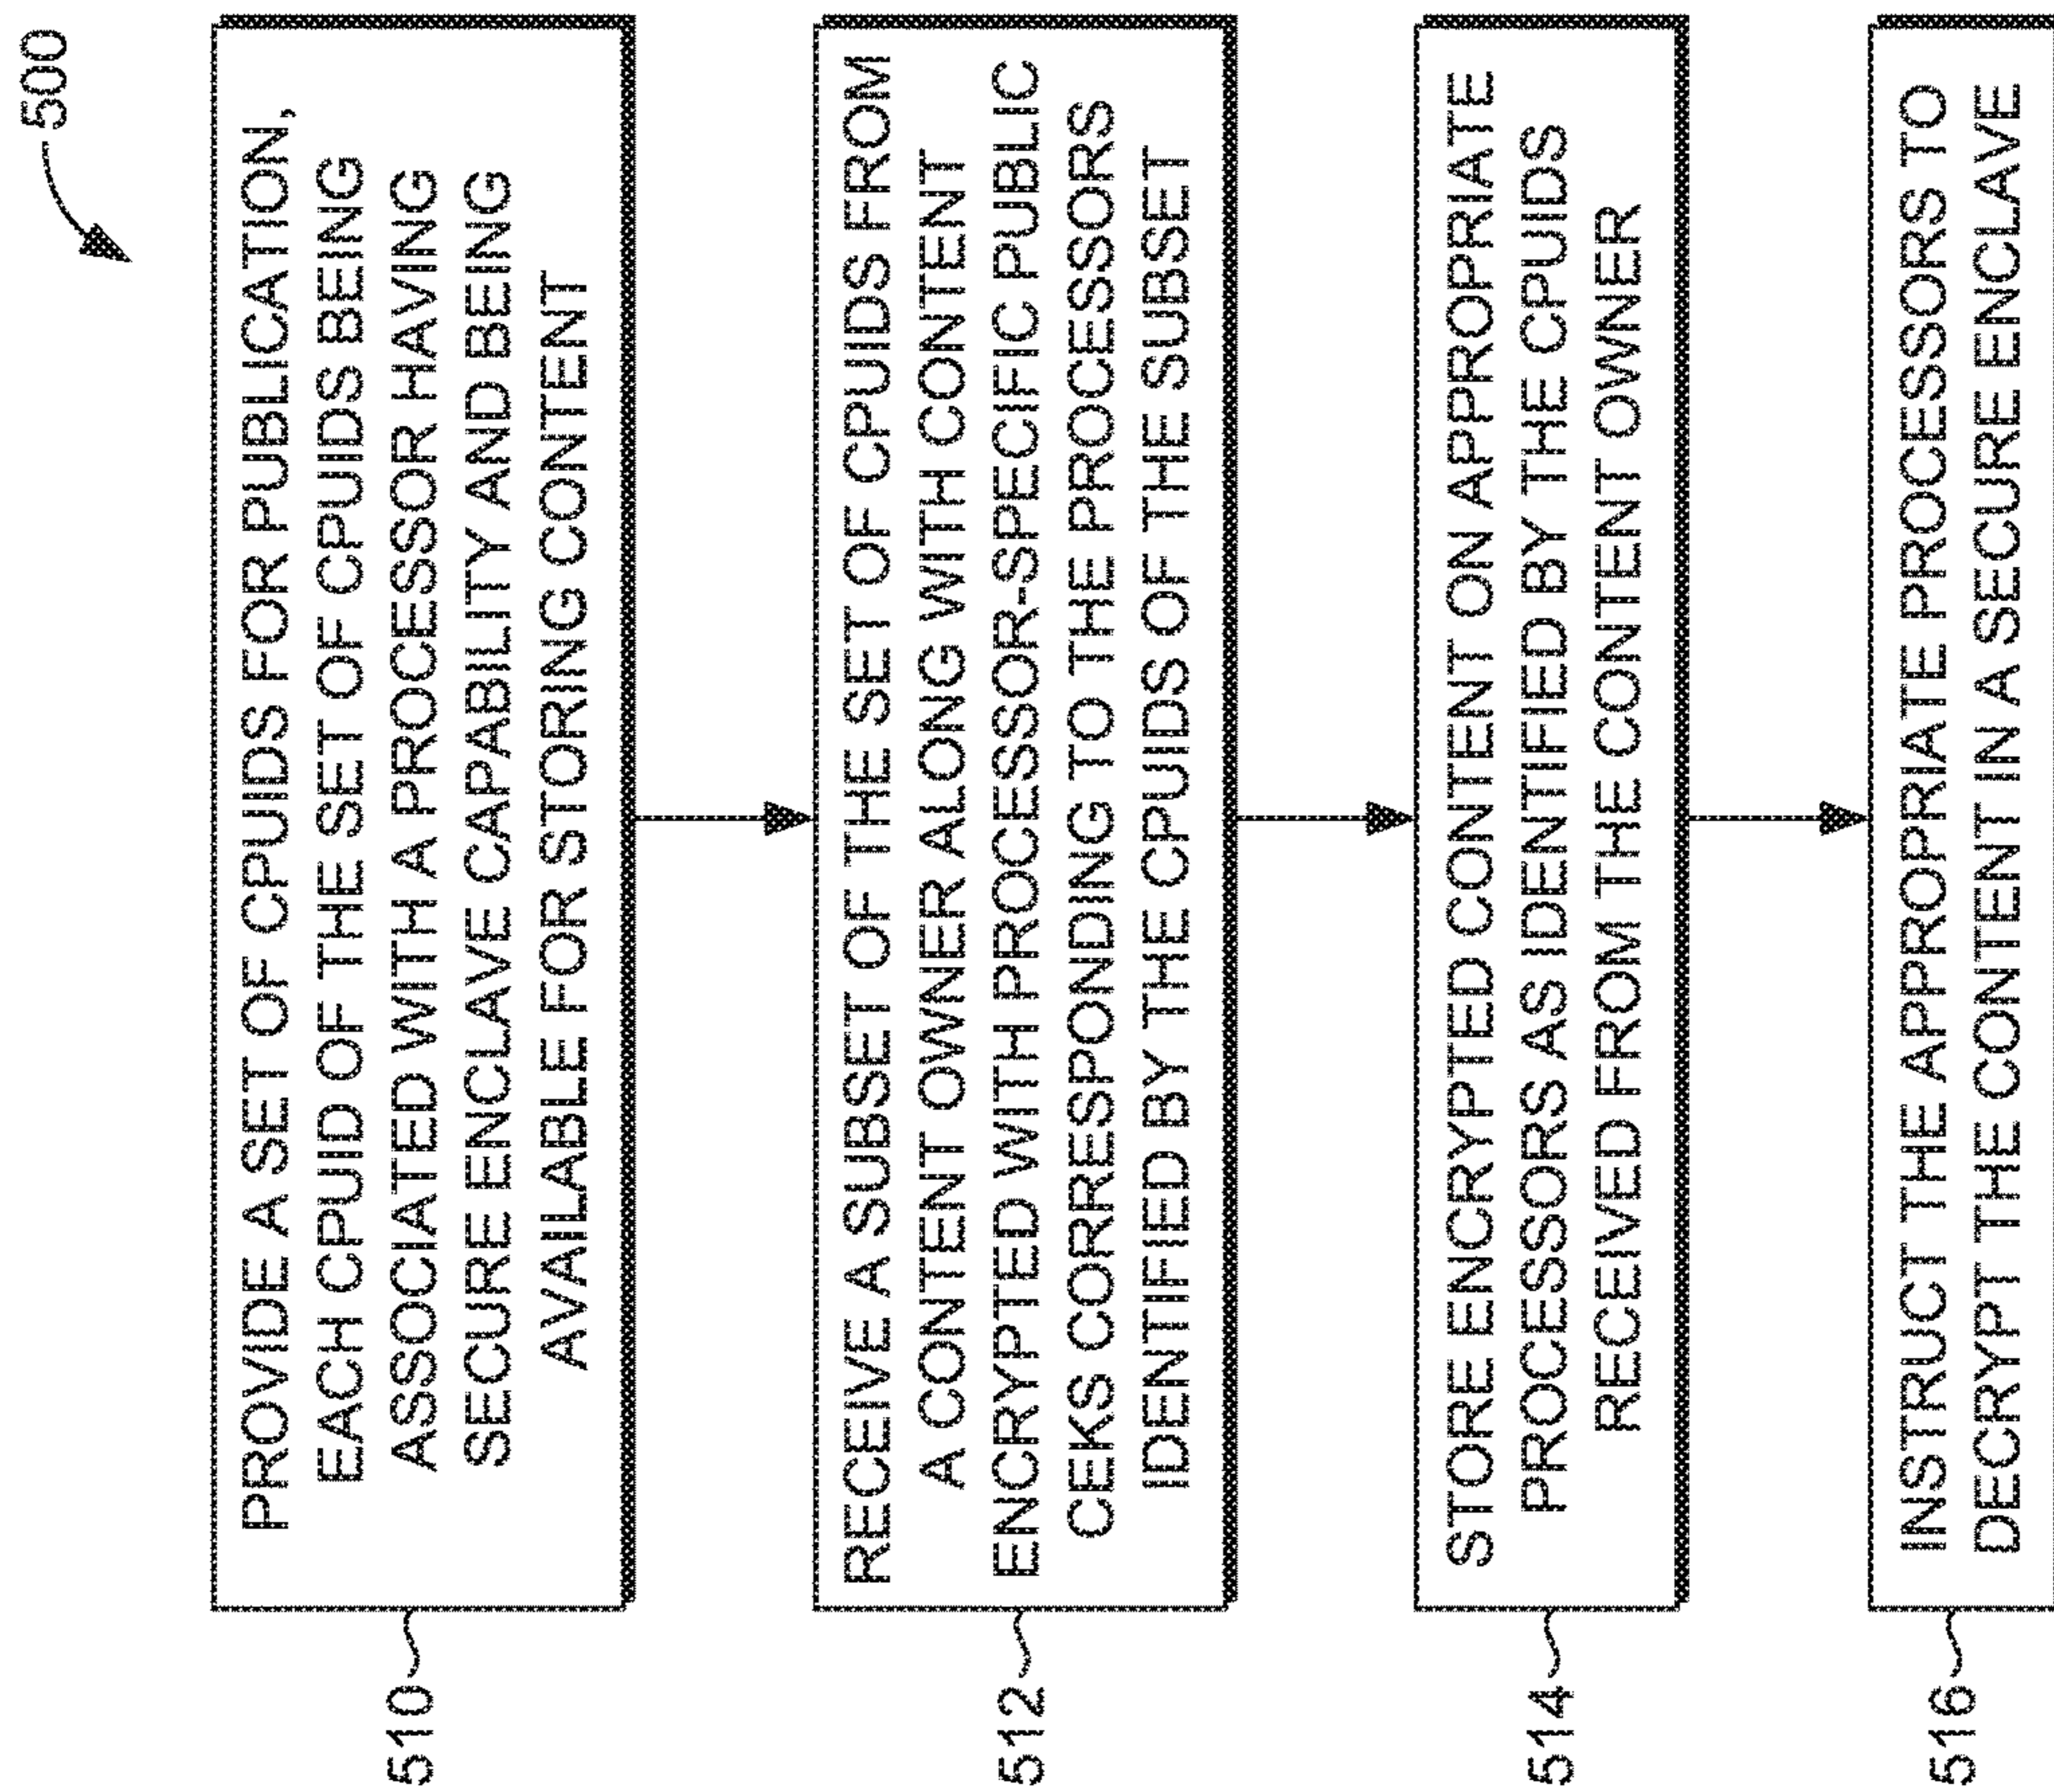 500
PROVIDE A SET OF CPUIDS FOR PUBLICATION,
EACH CPUID OF THE SET OF CPUIDS BEING
ASSOCIATED WITH A PROCESSOR HAVING
SECURE ENCLAVE CAPABILITY AND BEING
AVAILABLE FOR STORING CONTENT
510
RECEIVE A SUBSET OF THE SET OF CPUIDS FROM
A CONTENT OWNER ALONG WITH CONTENT
ENCRYPTED WITH PROCESSOR-SPECIFIC PUBLIC
CEKS CORRESPONDING TO THE PROCESSORS
IDENTIFIED BY THE CPUIDS OF THE SUBSET
512
STORE ENCRYPTED CONTENT ON APPROPRIATE
PROCESSORS AS IDENTIFIED BY THE CPUIDS
RECEIVED FROM THE CONTENT OWNER
514
INSTRUCT THE APPROPRIATE PROCESSORS TO
DECRYPT THE CONTENT IN A SECURE ENCLAVE
516